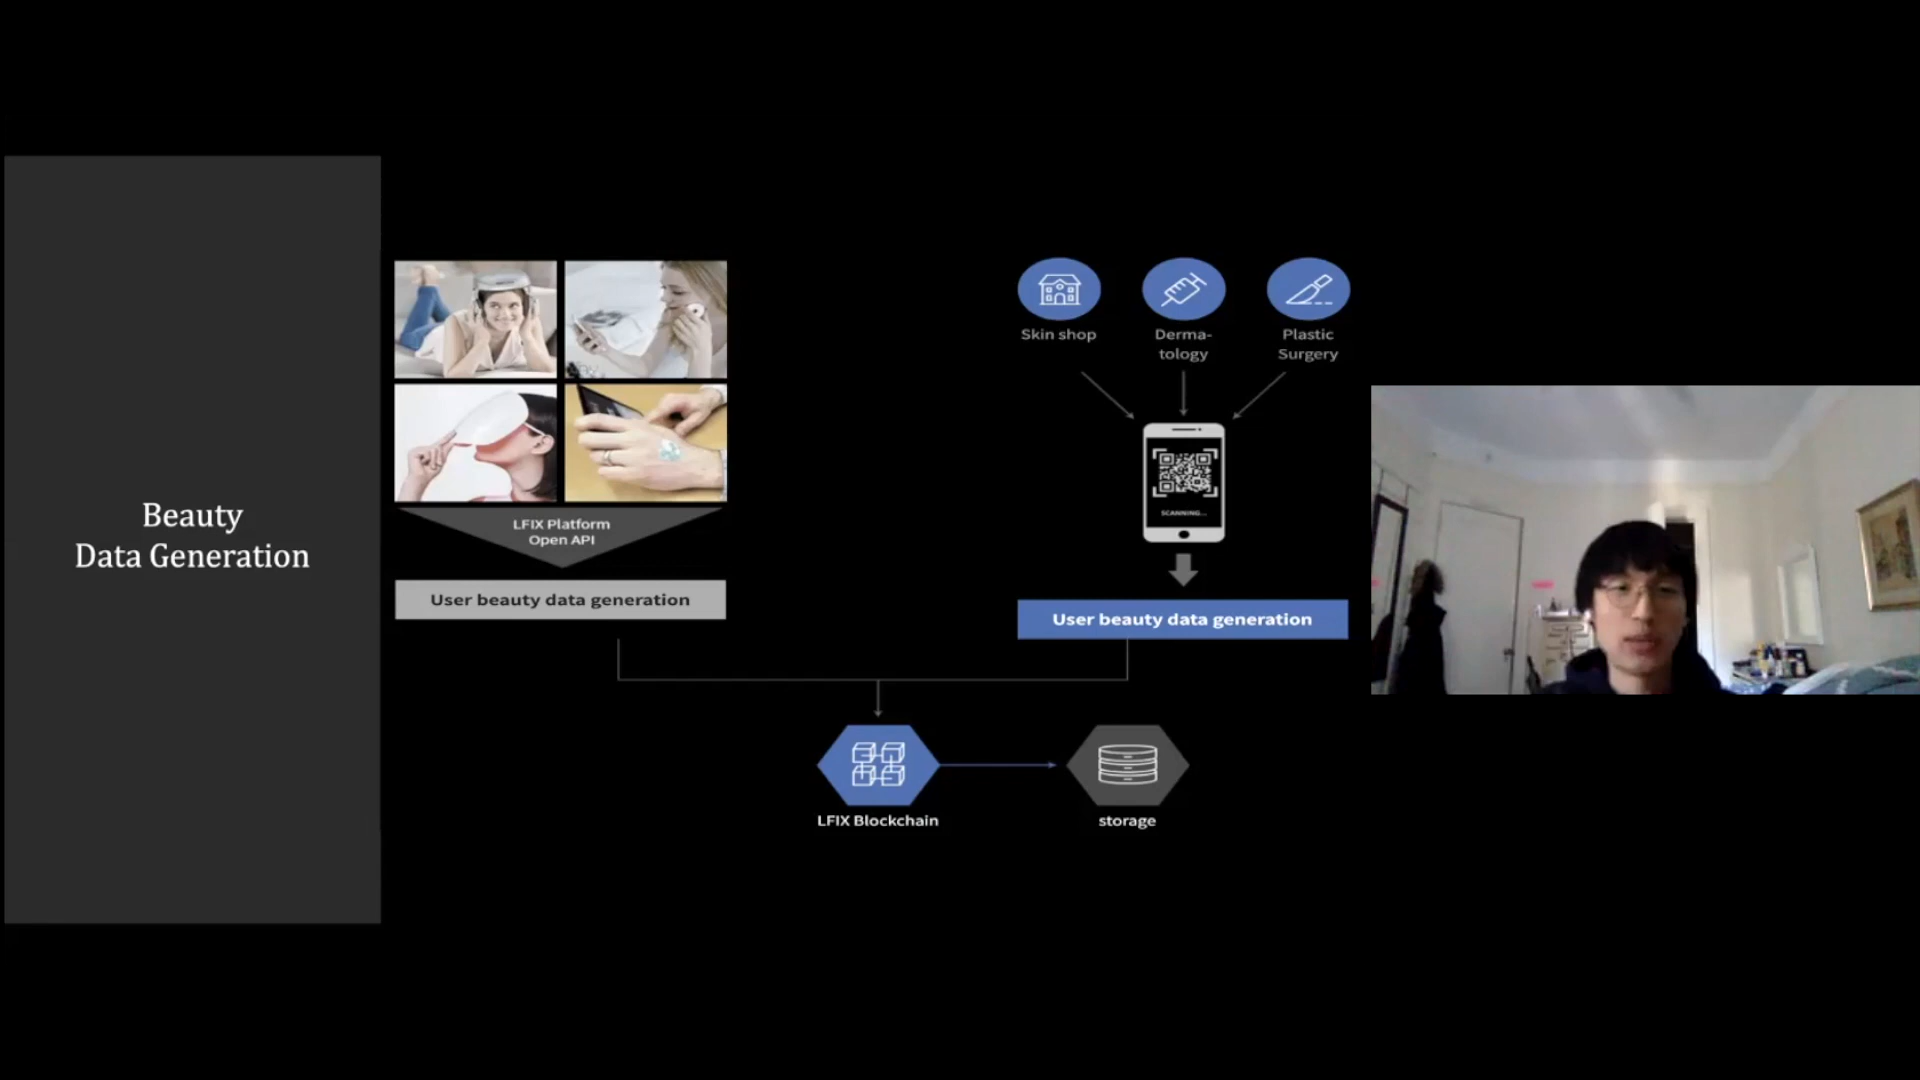 Beauty
Data Generation
LFIX Platform
Open API
User beauty data generation
Skin shop
Derma-
tology
Plastic
Surgery
SCANNING...
User beauty data generation
LFIX Blockchain
storage